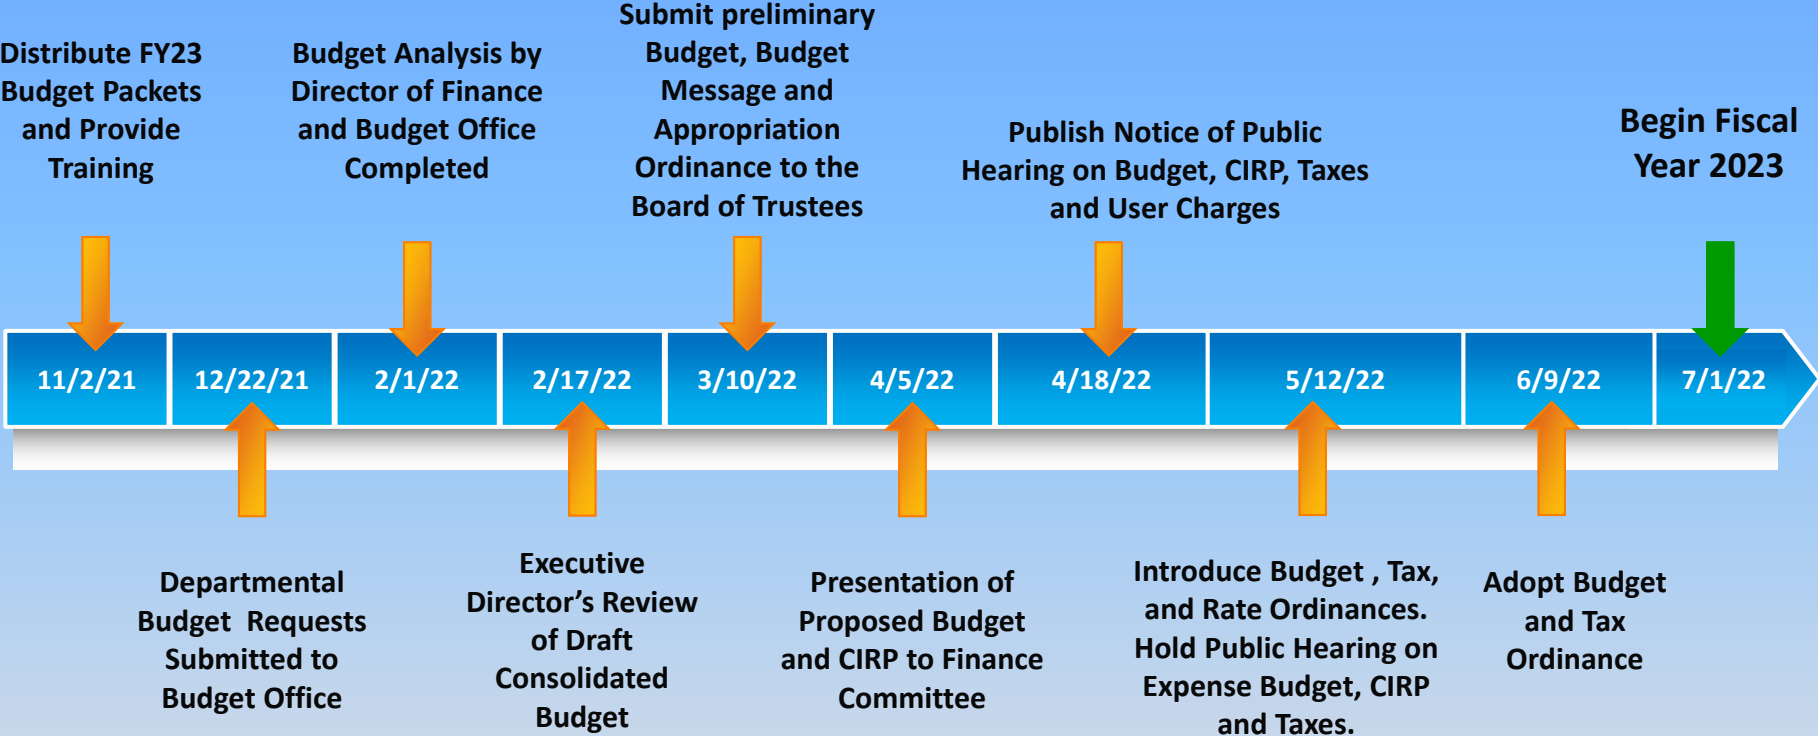 Distribute FY23
Budget Packets
and Provide
Training
Budget Analysis by
Director of Finance
and Budget Office
Completed
Submit preliminary
Budget, Budget
Message and
Appropriation
Ordinance to the
Board of Trustees
Publish Notice of Public
Hearing on Budget, CIRP, Taxes
and User Charges
Begin Fiscal
Year 2023
11/2/21
12/22/21
2/1/22
2/17/22
3/10/22
4/5/22
4/18/22
5/12/22
6/9/22
7/1/22
Departmental
Budget  Requests
Submitted to
Budget Office
Executive
Director’s Review
of Draft
Consolidated
Budget
Presentation of
Proposed Budget
and CIRP to Finance
Committee
Introduce Budget , Tax,
and Rate Ordinances.
Hold Public Hearing on
Expense Budget, CIRP
and Taxes.
Adopt Budget
and Tax
Ordinance